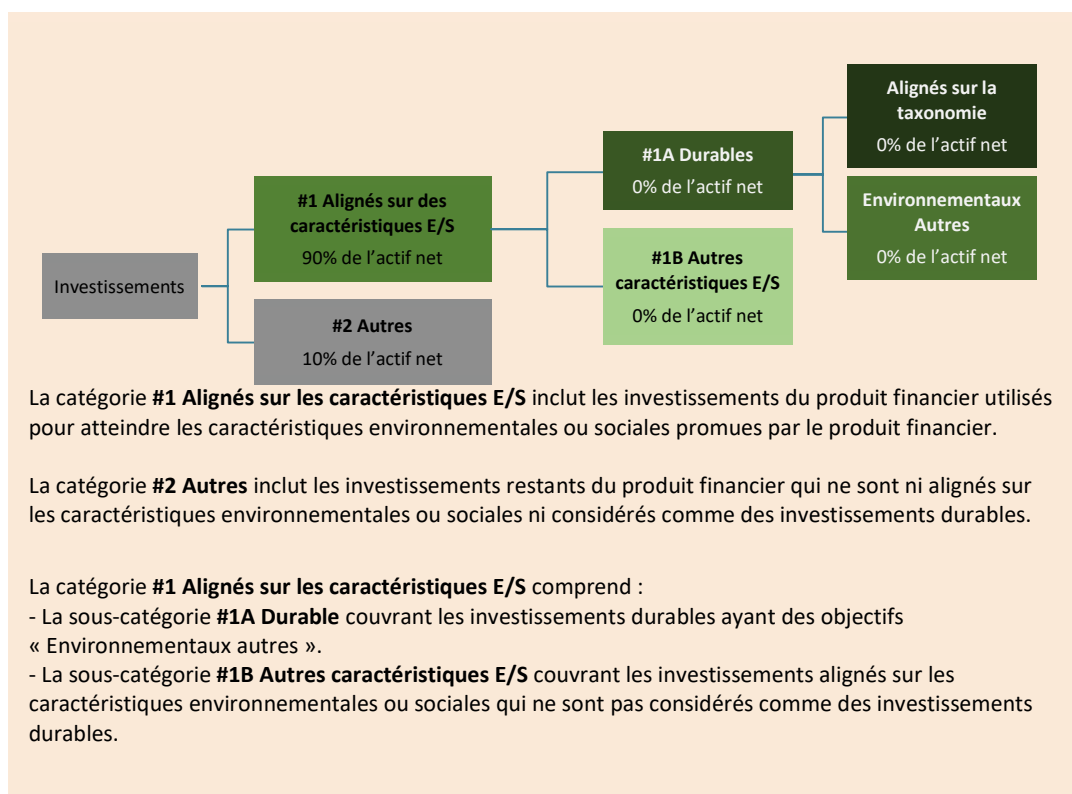 Alignés sur la
taxonomie
0% de l’actif net
#1A Durables
0% de l’actif net
#1 Alignés sur des
caractéristiques E/S
90% de l’actif net
Environnementaux
Autres
0% de l’actif net
#1B Autres
caractéristiques E/S
0% de l’actif net
Investissements
#2 Autres
10% de l’actif net
La catégorie #1 Alignés sur les caractéristiques E/S inclut les investissements du produit financier utilisés
pour atteindre les caractéristiques environnementales ou sociales promues par le produit financier.
La catégorie #2 Autres inclut les investissements restants du produit financier qui ne sont ni alignés sur
les caractéristiques environnementales ou sociales ni considérés comme des investissements durables.
La catégorie #1 Alignés sur les caractéristiques E/S comprend :
- La sous-catégorie #1A Durable couvrant les investissements durables ayant des objectifs
« Environnementaux autres ».
- La sous-catégorie #1B Autres caractéristiques E/S couvrant les investissements alignés sur les
caractéristiques environnementales ou sociales qui ne sont pas considérés comme des investissements
durables.